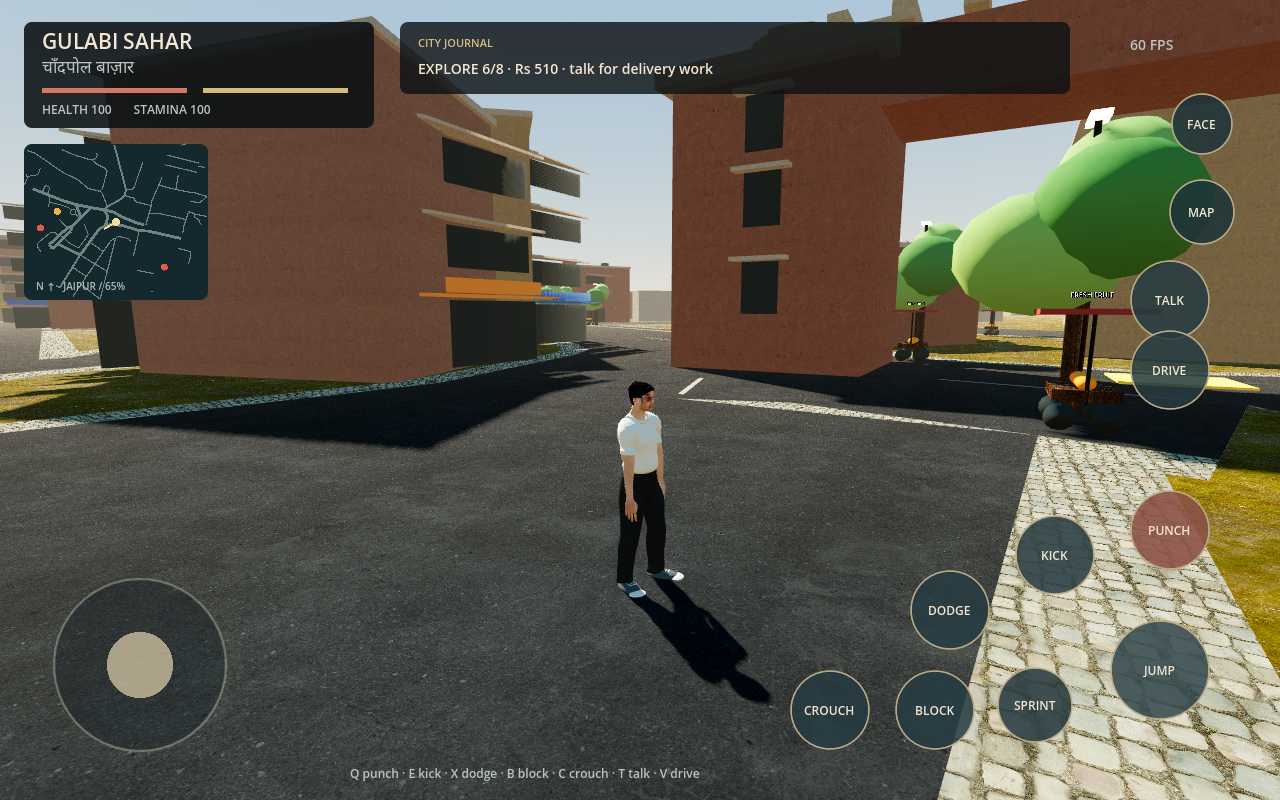 GULABI SAHAR
चाँदपोल बाज़ार
HEALTH 100 STAMINA 100
CITY JOURNAL
EXPLORE 6/8 · Rs 510 · talk for delivery work
60 FPS
FACE
MAP
N ↑ · JAIPUR / 65%
FRESH FRUIT
TALK
DRIVE
PUNCH
KICK
DODGE
JUMP
CROUCH
BLOCK
SPRINT
Q punch · E kick · X dodge · B block · C crouch · T talk · V drive